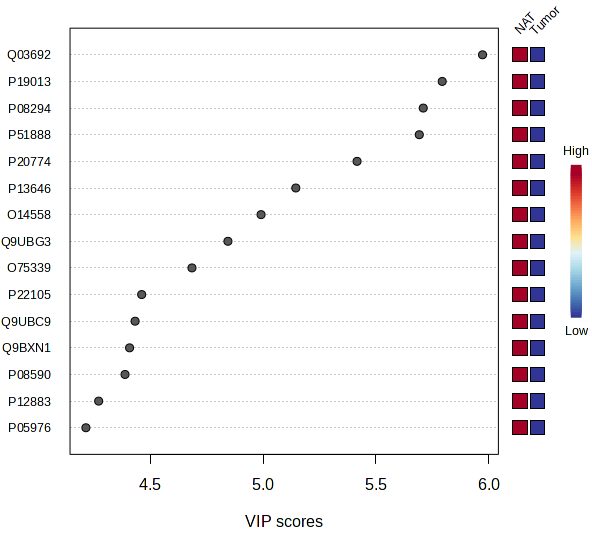 NAT Tumor
Q03692
P19013
P08294
P51888
P20774
P13646
O14558
Q9UBG3
O75339
P22105
Q9UBC9
Q9BXN1
P08590
P12883
P05976
High
Low
4.5 5.0 5.5 6.0
VIP scores